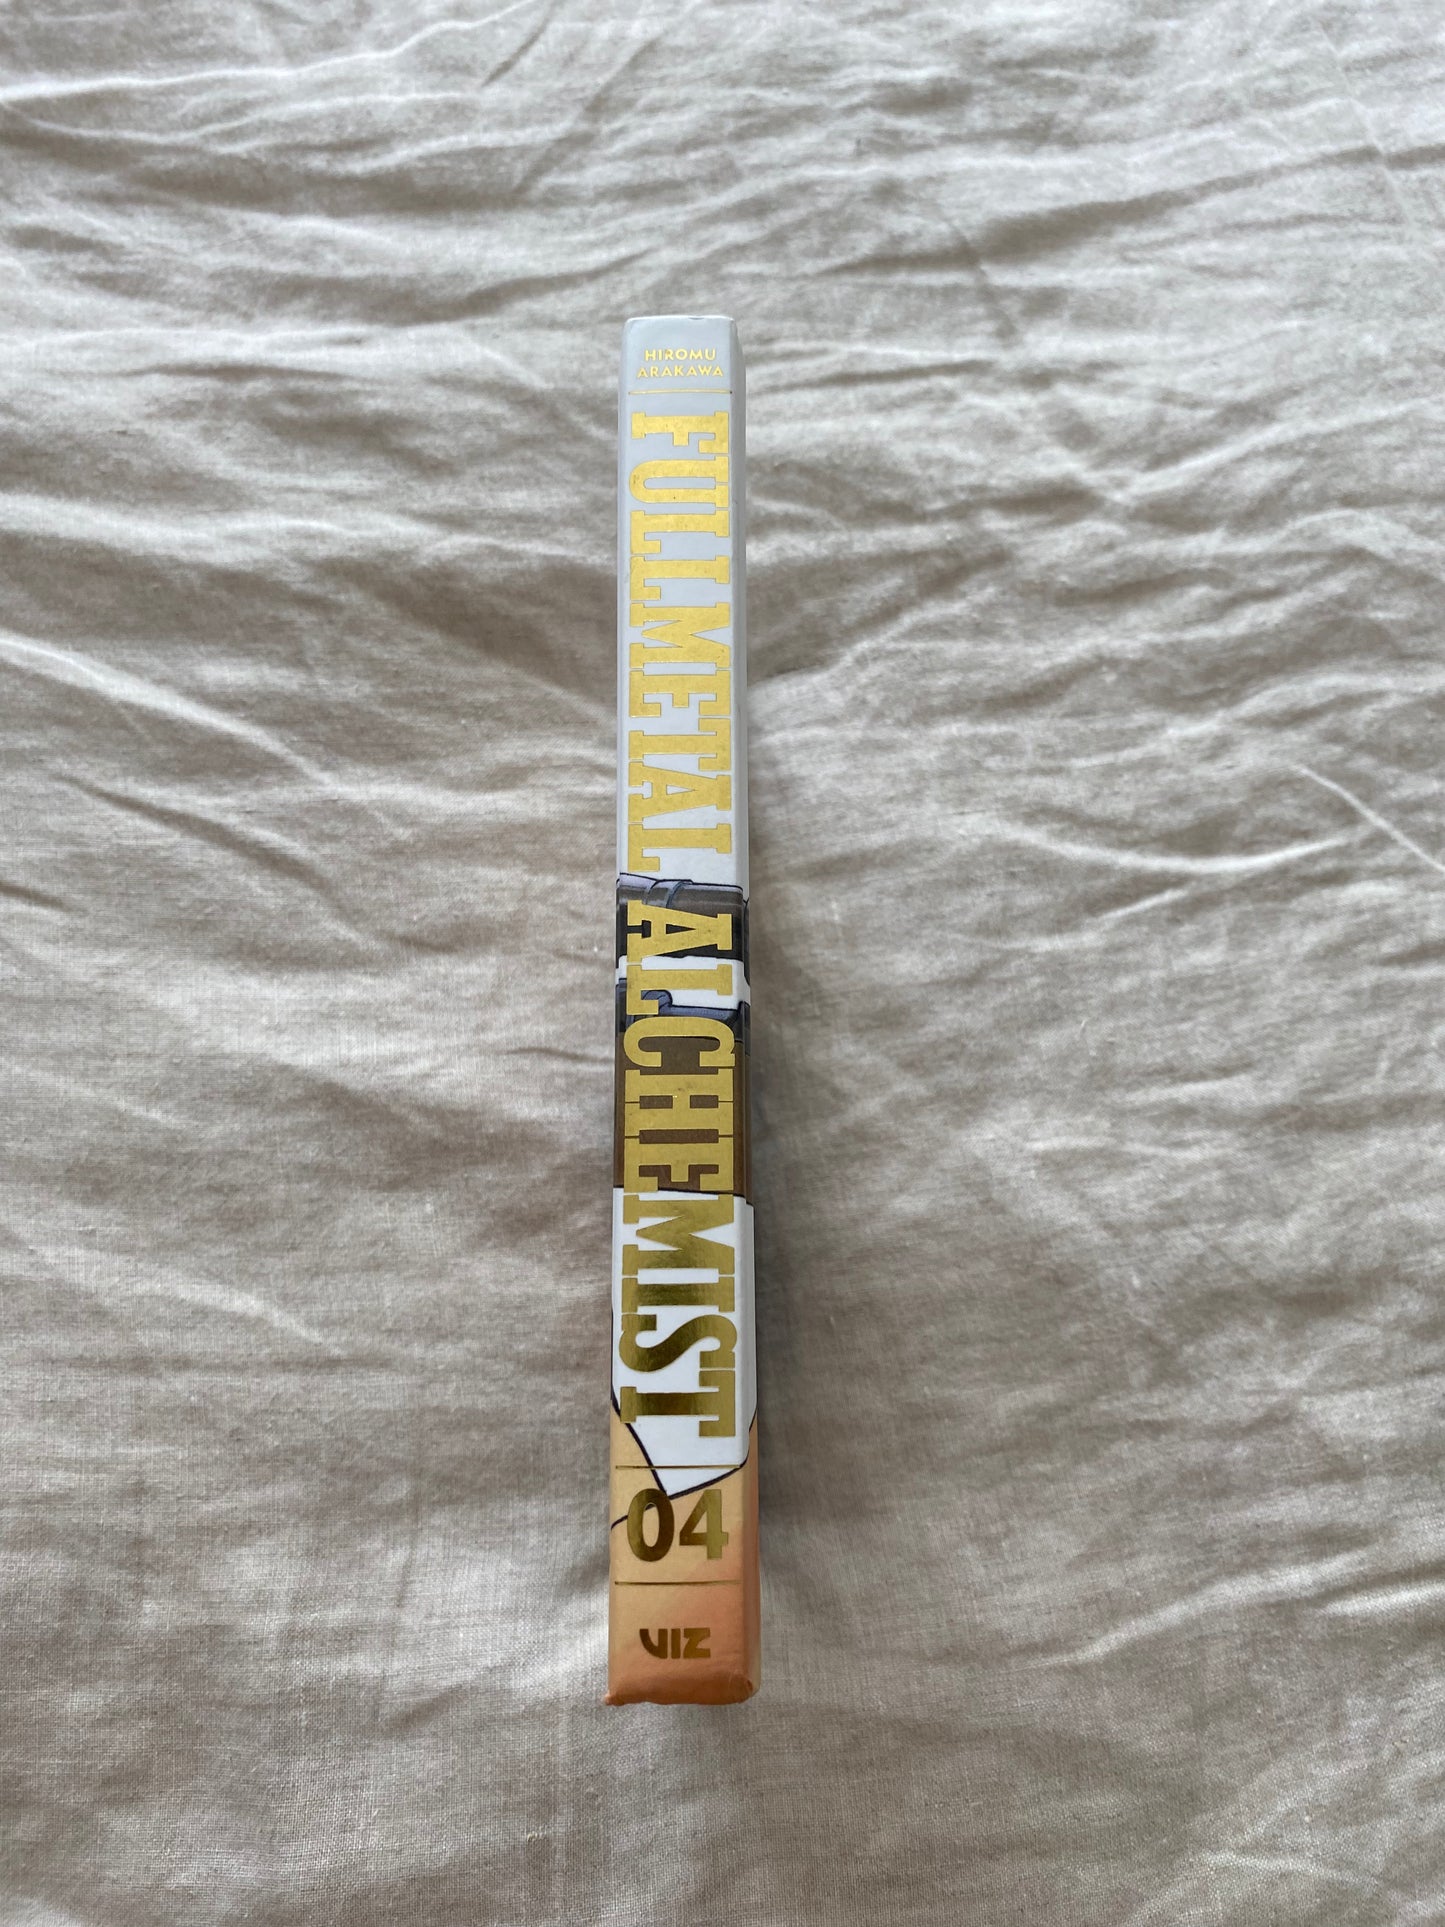 HIROMU
ARAKAWA
FULLMETAL ALCHEMIST
04
VIZ